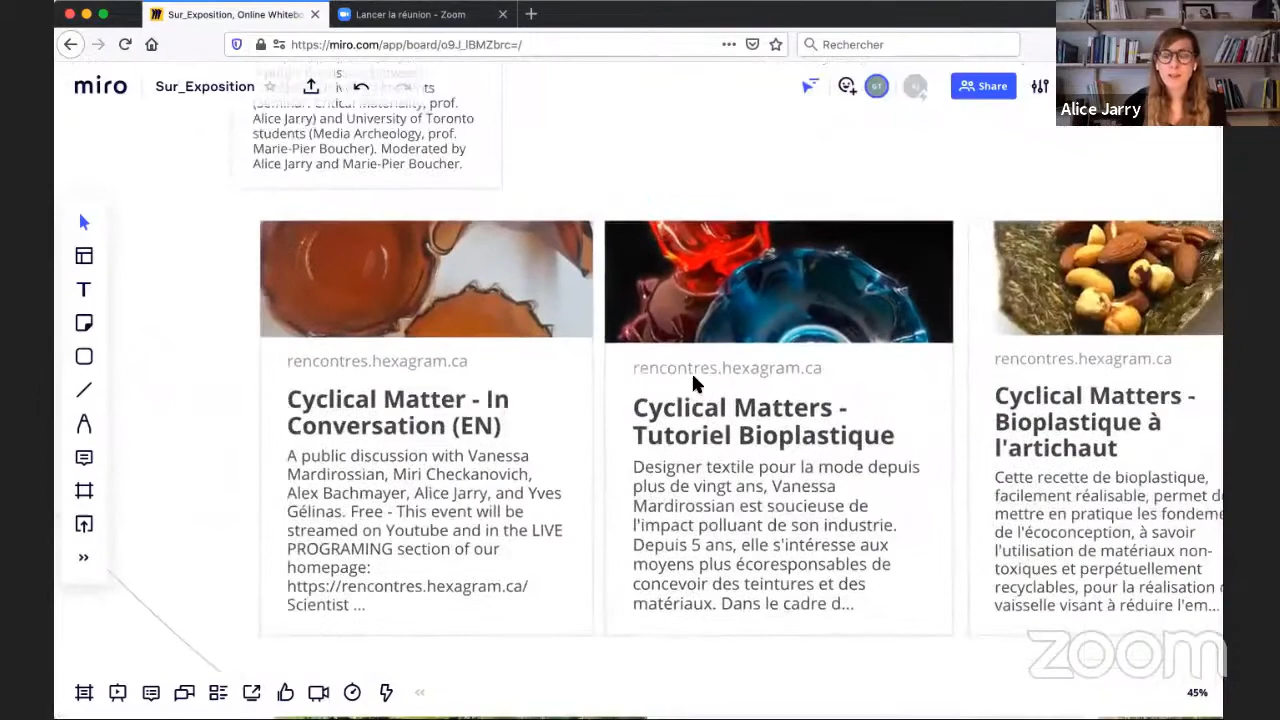 Sur_Exposition, Online Whitebo
Lancer la réunion - Zoom
https://miro.com/app/board/o9J_lBMZbrc=/
Rechercher
miro
Sur_Exposition
GT
Share
Alice Jarry
(Seminar: Critical Materiality, prof.
Alice Jarry) and University of Toronto
students (Media Archeology, prof.
Marie-Pier Boucher). Moderated by
Alice Jarry and Marie-Pier Boucher.
rencontres.hexagram.ca
Cyclical Matter - In
Conversation (EN)
A public discussion with Vanessa
Mardirossian, Miri Checkanovich,
Alex Bachmayer, Alice Jarry, and Yves
Gélinas. Free - This event will be
streamed on Youtube and in the LIVE
PROGRAMING section of our
homepage:
https://rencontres.hexagram.ca/
Scientist ...
rencontres.hexagram.ca
Cyclical Matters -
Tutoriel Bioplastique
Designer textile pour la mode depuis
plus de vingt ans, Vanessa
Mardirossian est soucieuse de
l'impact polluant de son industrie.
Depuis 5 ans, elle s'intéresse aux
moyens plus écoresponsables de
concevoir des teintures et des
matériaux. Dans le cadre d...
rencontres.hexagram.ca
Cyclical Matters -
Bioplastique à
l'artichaut
Cette recette de bioplastique,
facilement réalisable, permet d
mettre en pratique les fondeme
de l'écoconception, à savoir
l'utilisation de matériaux non-
toxiques et perpétuellement
recyclables, pour la réalisation
vaisselle visant à réduire l'em...
zoom
45%